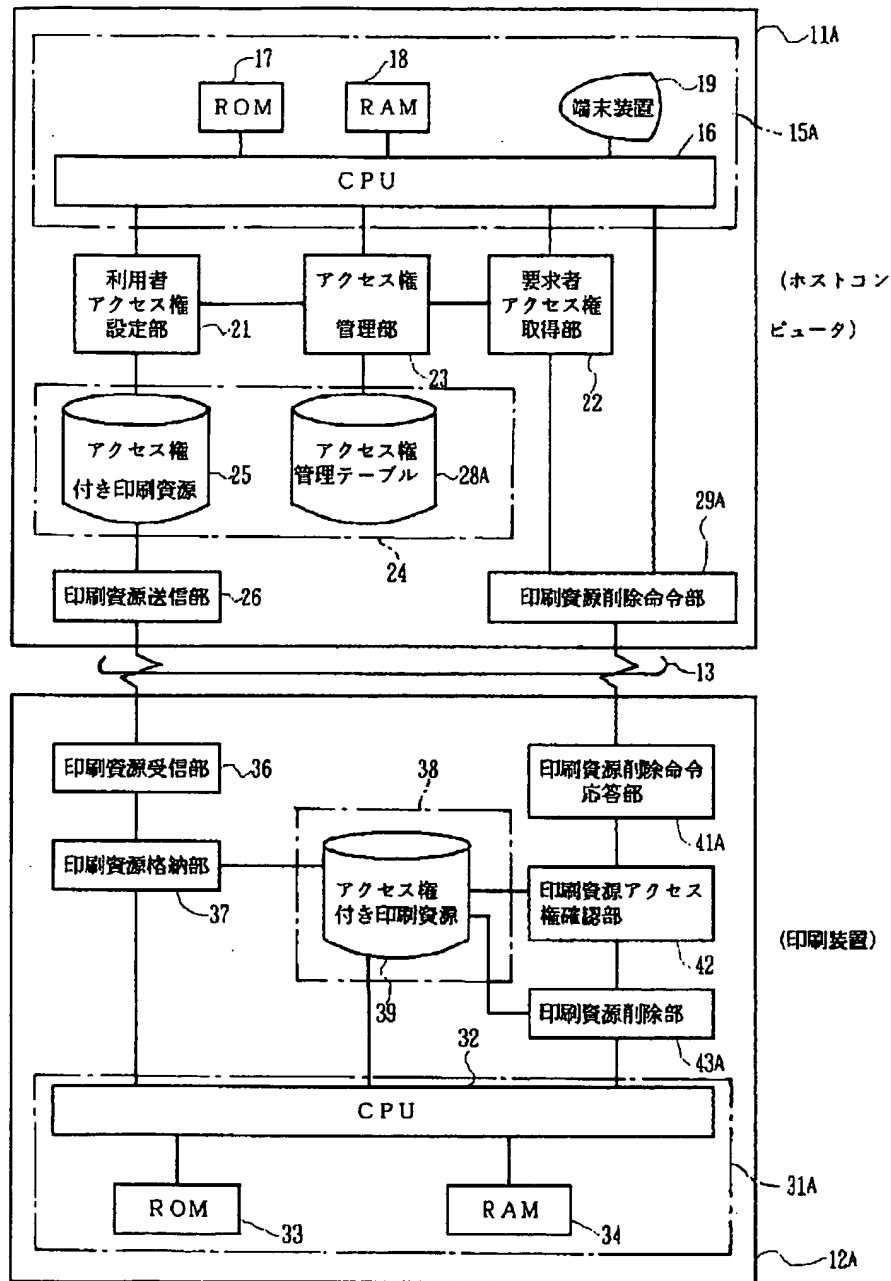 11A
17
18
19
ROM
RAM
端末装置
15A
16
CPU
利用者
アクセス権
設定部
21
アクセス権
管理部
23
要求者
アクセス権
取得部
22
(ホストコン
ピュータ)
アクセス権
付き印刷資源
25
アクセス権
管理テーブル
28A
24
29A
印刷資源送信部
26
印刷資源削除命令部
13
印刷資源受信部
36
38
印刷資源削除命令
応答部
41A
印刷資源格納部
37
アクセス権
付き印刷資源
39
印刷資源アクセス
権確認部
42
(印刷装置)
印刷資源削除部
43A
32
CPU
31A
ROM
33
RAM
34
12A